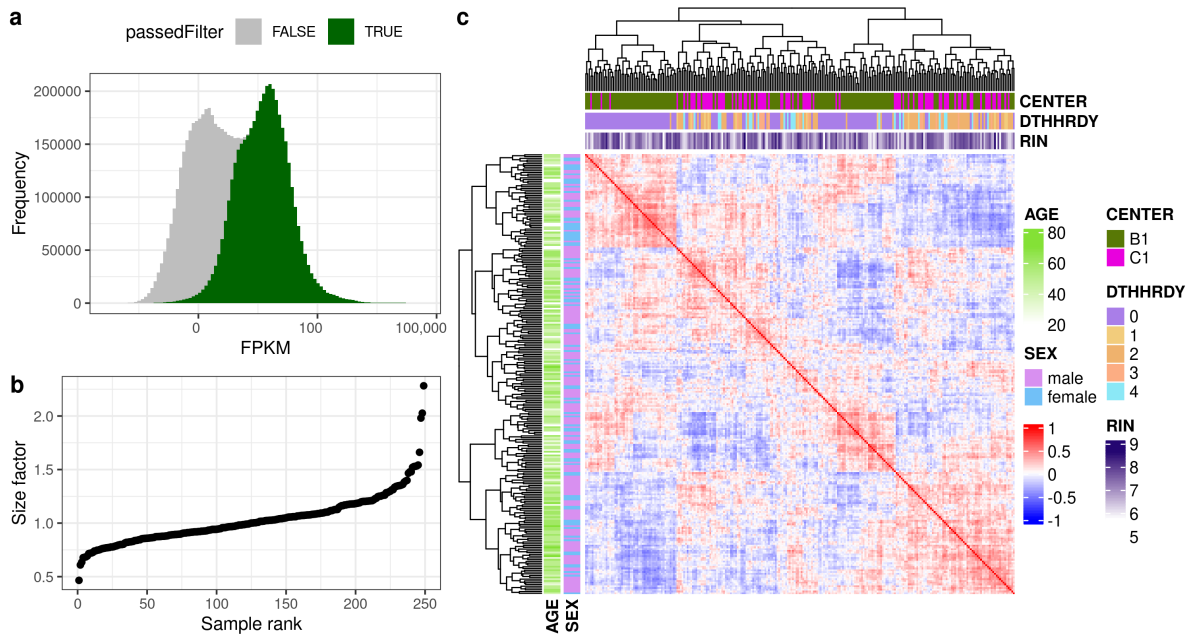 a
passedFilter FALSE TRUE
200000
150000
100000
50000
0
Frequency
0 100 100,000
FPKM
b
2.0
1.5
1.0
0.5
Size factor
0 50 100 150 200 250
Sample rank
c
CENTER
DTHHRDY
RIN
AGE SEX
AGE
80
60
40
20
SEX
male
female
1
0.5
0
-0.5
-1
CENTER
B1
C1
DTHHRDY
0
1
2
3
4
RIN
9
8
7
6
5